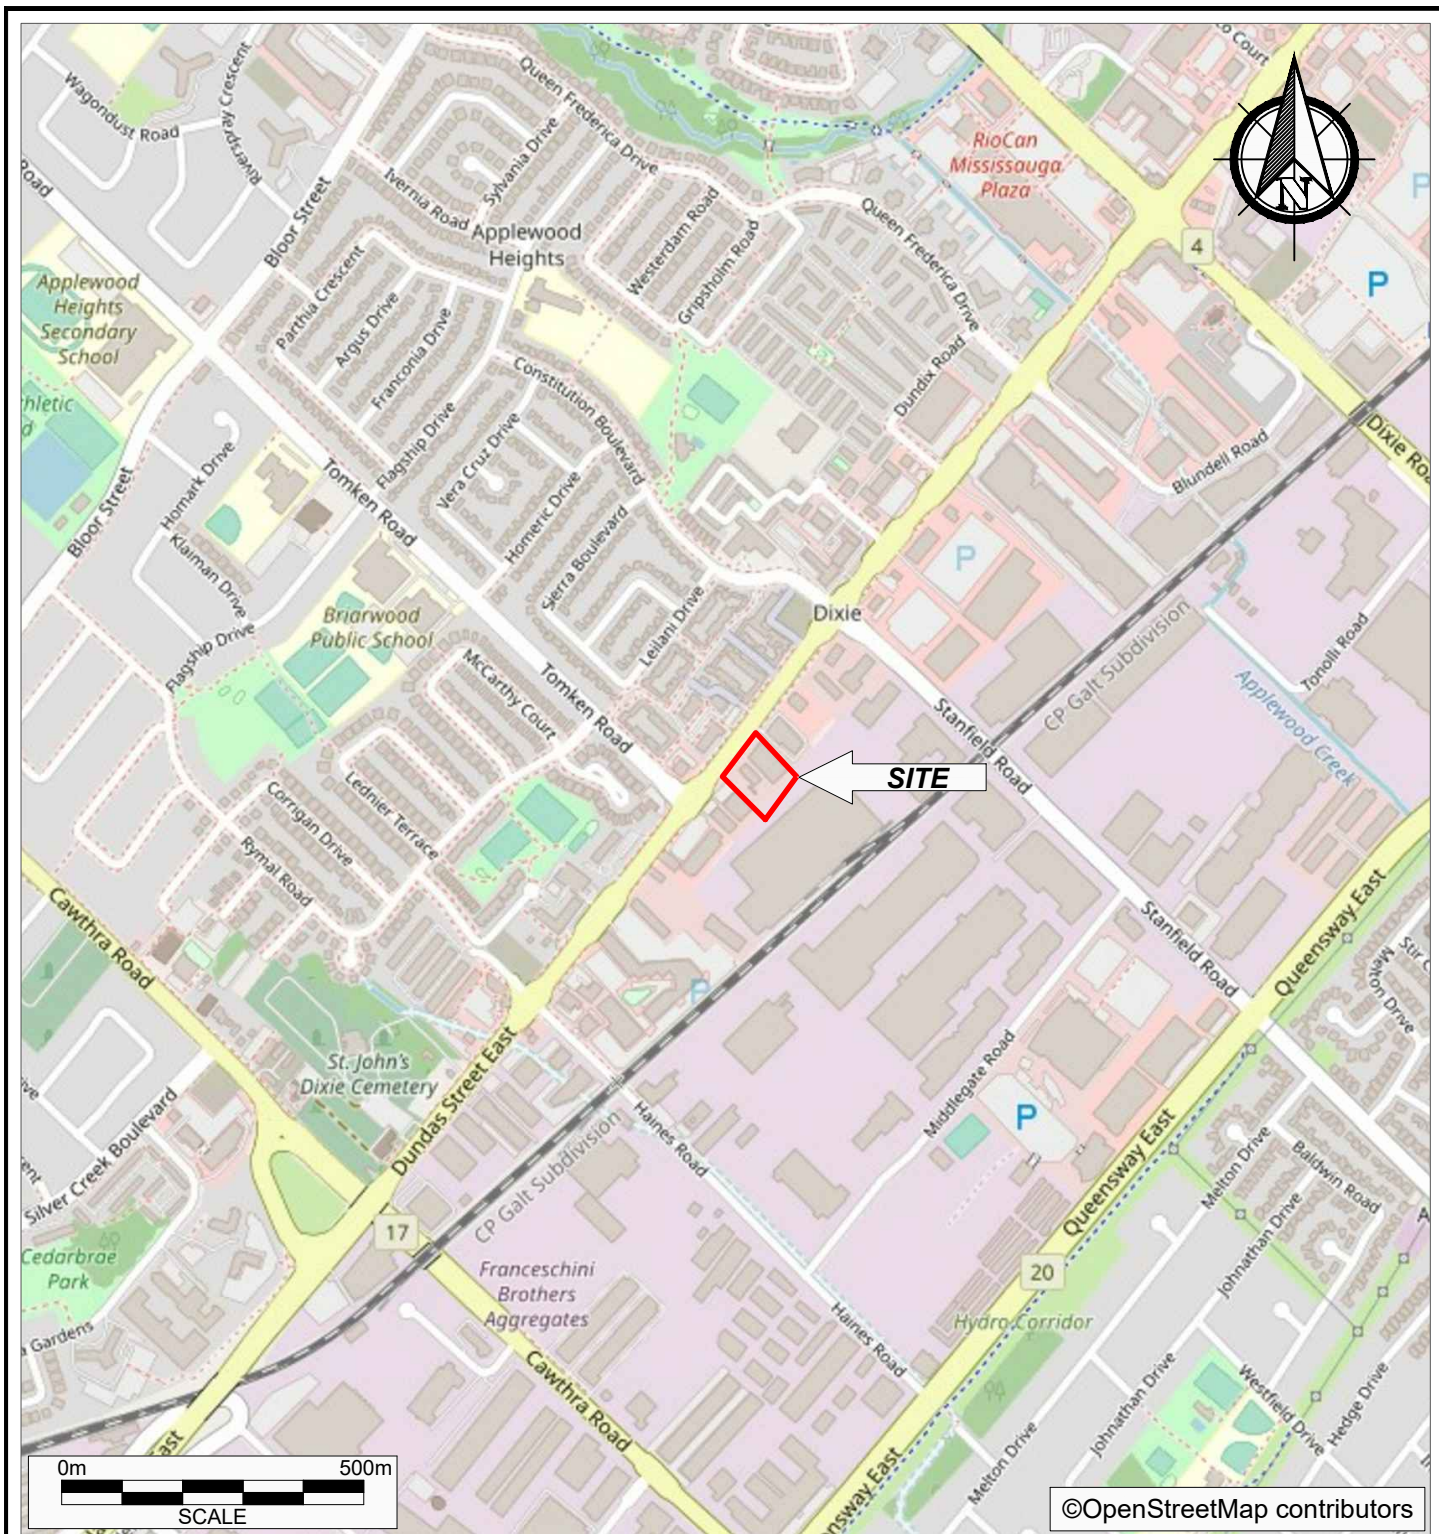 Wagondust Road
Riverspray Crescent
Road
Bloor Street
Queen Frederica Drive
Sylvania Drive
Ivernia Road
Applewood
Heights
Westerdam Road
Gripsholm Road
Queen Frederica Drive
RioCan
Mississauga
Plaza
Court
N
4
P
P
Applewood
Heights
Secondary
School
Parthia Crescent
Argus Drive
Franconia Drive
Flagship Drive
Constitution Boulevard
Vera Cruz Drive
Homeric Drive
Sierra Boulevard
Leilani Drive
Dundix Road
Blundell Road
Bloor Street
Homark Drive
Klaiman Drive
Flagship Drive
Tomken Road
Briarwood
Public School
McCarthy Court
Tomken Road
Dixie
P
CP Galt Subdivision
Tonolli Road
Applewood Creek
Stanfield Road
SITE
Lednier Terrace
Corrigan Drive
Rymal Road
Cawthra Road
Stanfield Road
Queensway East
Melton Drive
P
St. John's
Dixie Cemetery
Dundas Street East
Silver Creek Boulevard
Haines Road
Middlegate Road
P
Queensway East
Melton Drive
Baldwin Road
Johnathan Drive
CP Galt Subdivision
17
20
Cedarbrae
Park
Gardens
Franceschini
Brothers
Aggregates
Haines Road
Hydro Corridor
Cawthra Road
Johnathan Drive
Westfield Drive
Hedge Drive
Melton Drive
0m 500m
SCALE
©OpenStreetMap contributors